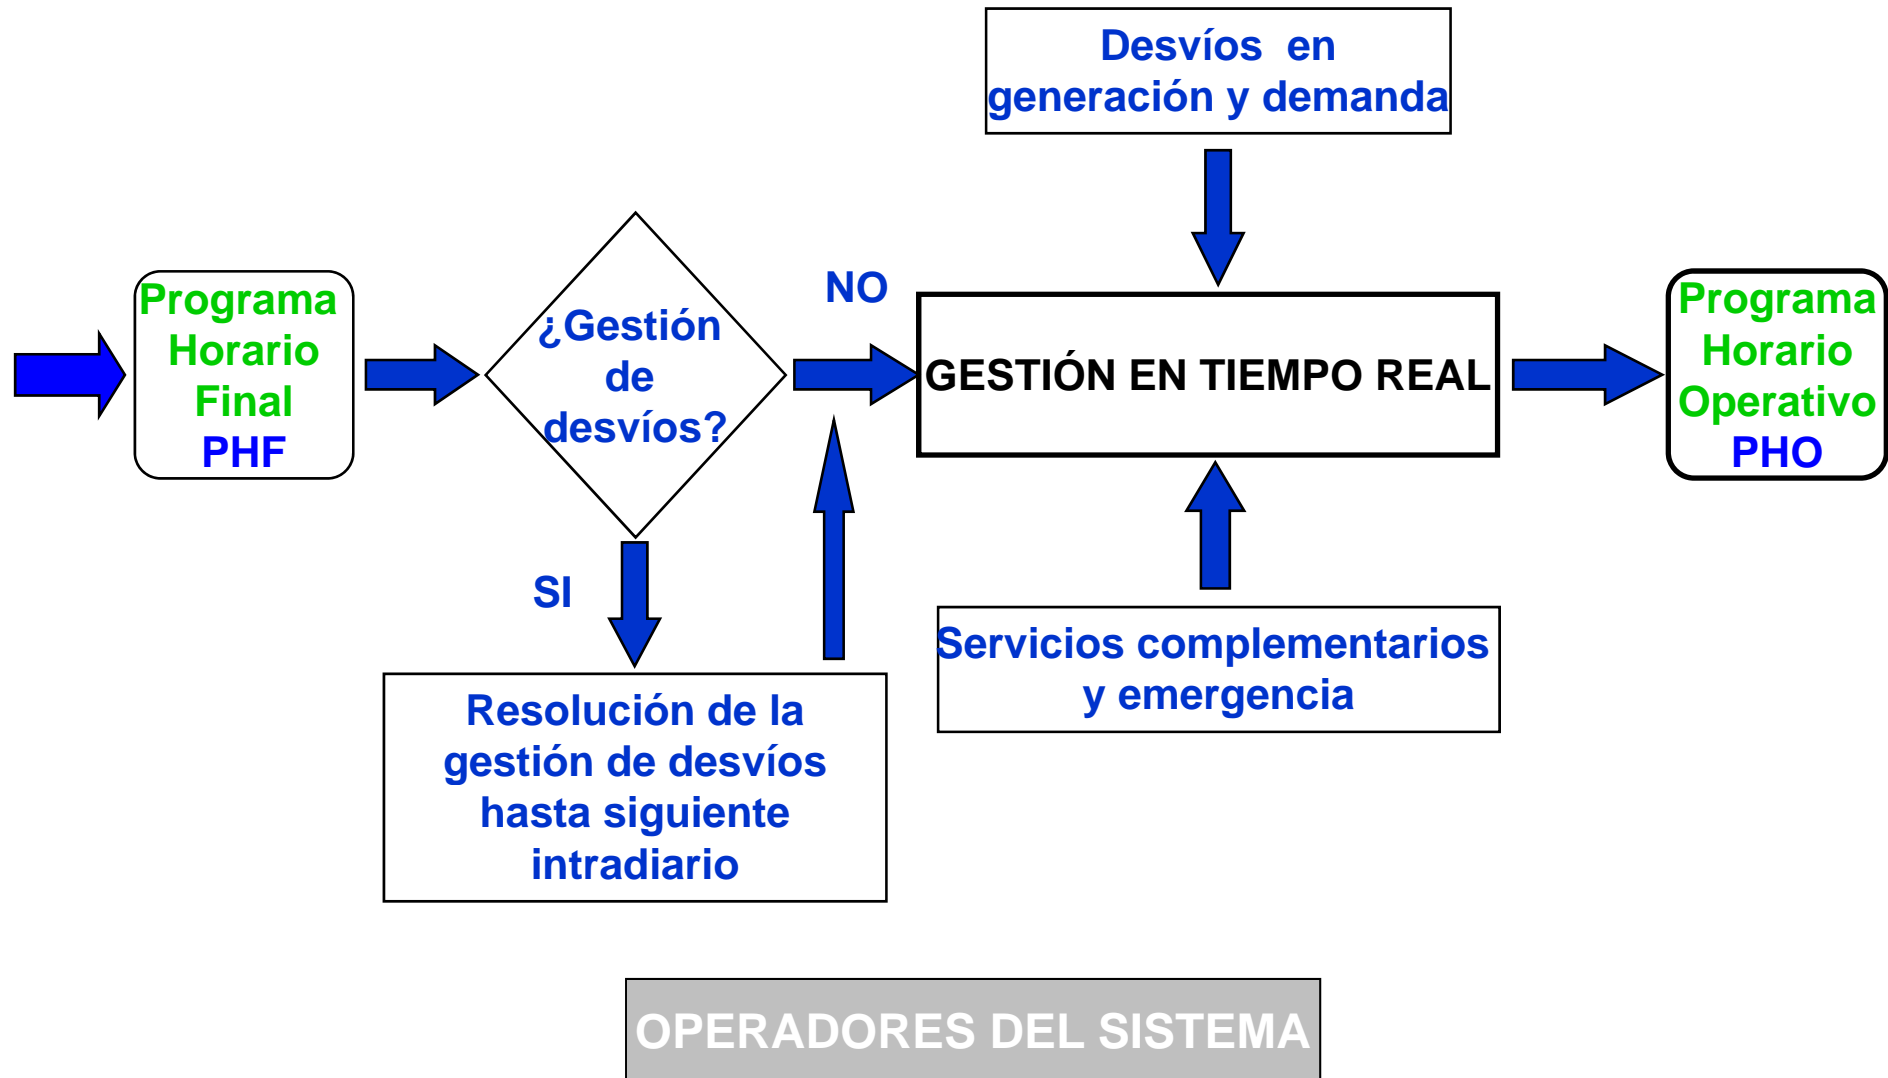 Desvíos en
generación y demanda
Programa
Horario
Final
PHF
¿Gestión
de
desvíos?
NO
GESTIÓN EN TIEMPO REAL
Programa
Horario
Operativo
PHO
SI
Resolución de la
gestión de desvíos
hasta siguiente
intradiario
Servicios complementarios
y emergencia
OPERADORES DEL SISTEMA